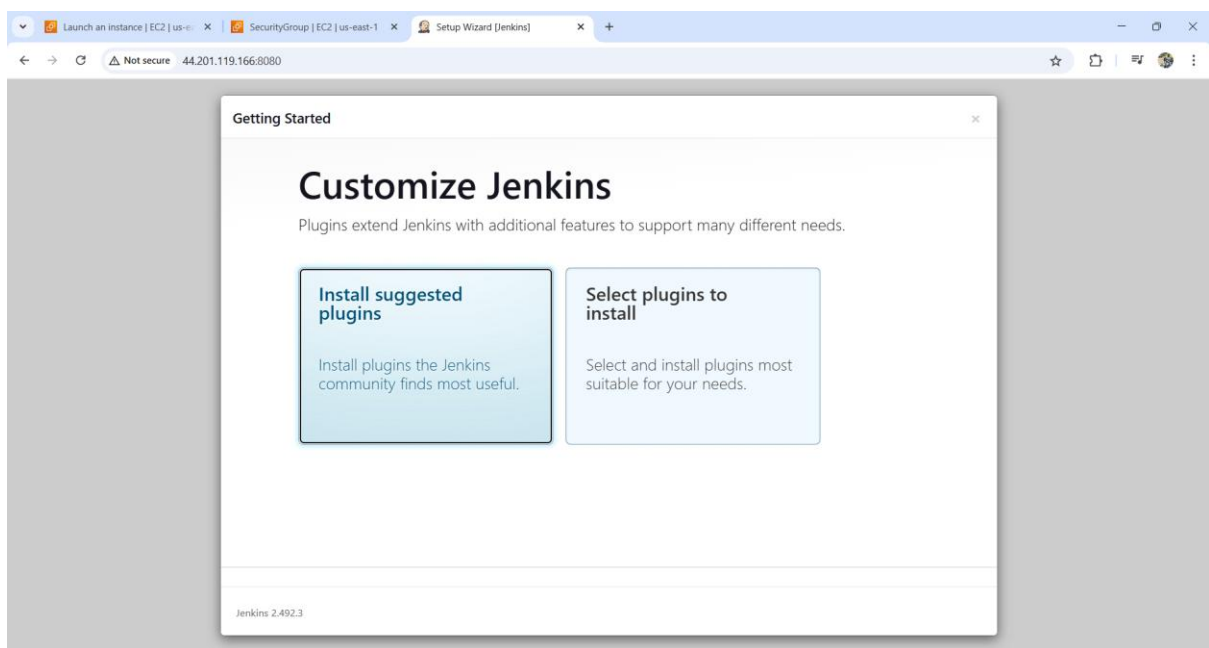 Launch an instance | EC2 | us-e
SecurityGroup | EC2 | us-east-1
Setup Wizard [Jenkins]
Not secure
44.201.119.166:8080
Getting Started
Customize Jenkins
Plugins extend Jenkins with additional features to support many different needs.
Install suggested
plugins
Install plugins the Jenkins
community finds most useful.
Select plugins to
install
Select and install plugins most
suitable for your needs.
Jenkins 2.492.3